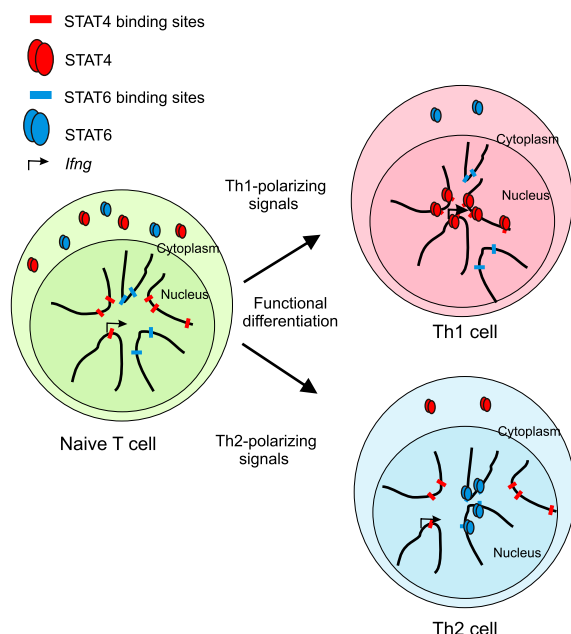 STAT4 binding sites
STAT4
STAT6 binding sites
STAT6
Ifng
Th1-polarizing
signals
Cytoplasm
Nucleus
Th1 cell
Cytoplasm
Nucleus
Naive T cell
Functional
differentiation
Th2-polarizing
signals
Cytoplasm
Nucleus
Th2 cell